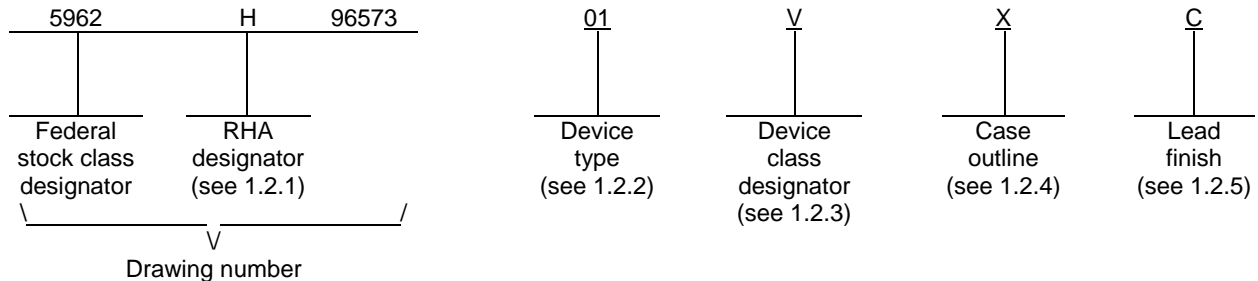 5962 H 96573 01 V X C
Federal stock class designator
RHA designator (see 1.2.1)
Device type (see 1.2.2)
Device class designator (see 1.2.3)
Case outline (see 1.2.4)
Lead finish (see 1.2.5)
Drawing number